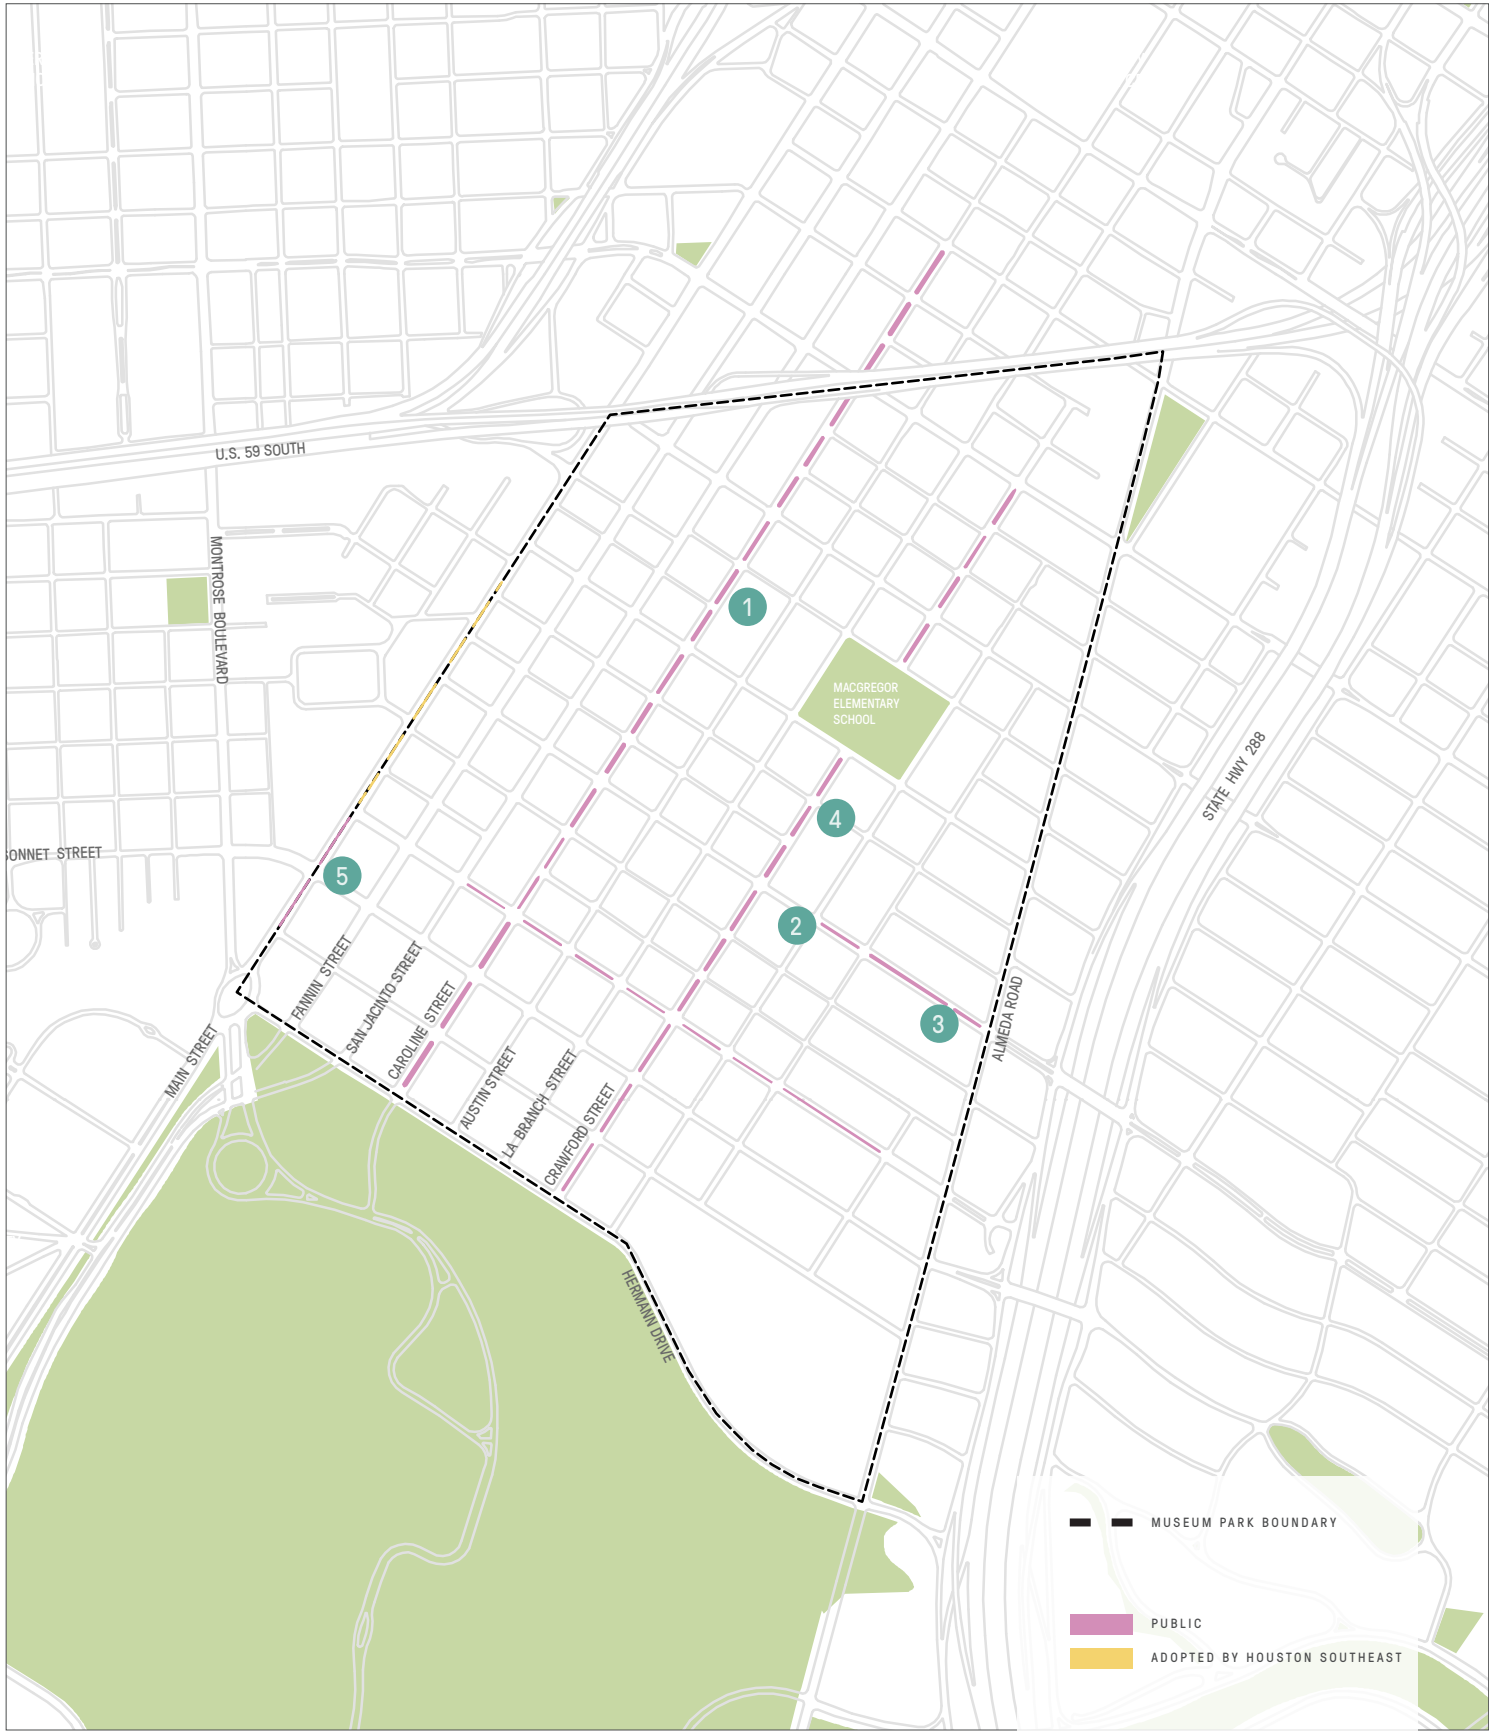 U.S. 59 SOUTH
MONTROSE BOULEVARD
1
MACGREGOR
ELEMENTARY
SCHOOL
STATE HWY 288
4
SONNET STREET
5
2
FANNIN STREET
SAN JACINTO STREET
CAROLINE STREET
3
ALMEDA ROAD
MAIN STREET
AUSTIN STREET
LA BRANCH STREET
CRAWFORD STREET
HERMANN DRIVE
MUSEUM PARK BOUNDARY
PUBLIC
ADOPTED BY HOUSTON SOUTHEAST